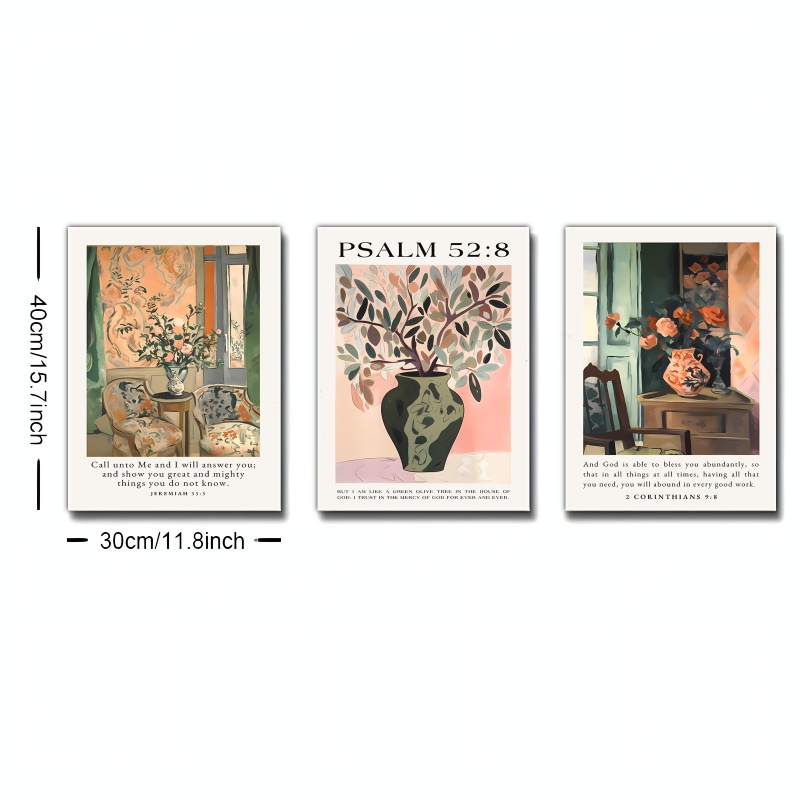 40cm/15.7inch
30cm/11.8inch
Call unto Me and I will answer you;
and show you great and mighty
things you do not know.
JEREMIAH 33:3
PSALM 52:8
BUT I AM LIKE A GREEN OLIVE TREE IN THE HOUSE OF
GOD: I TRUST IN THE MERCY OF GOD FOR EVER AND EVER.
And God is able to bless you abundantly, so
that in all things at all times, having all that
you need, you will abound in every good work.
2 CORINTHIANS 9:8